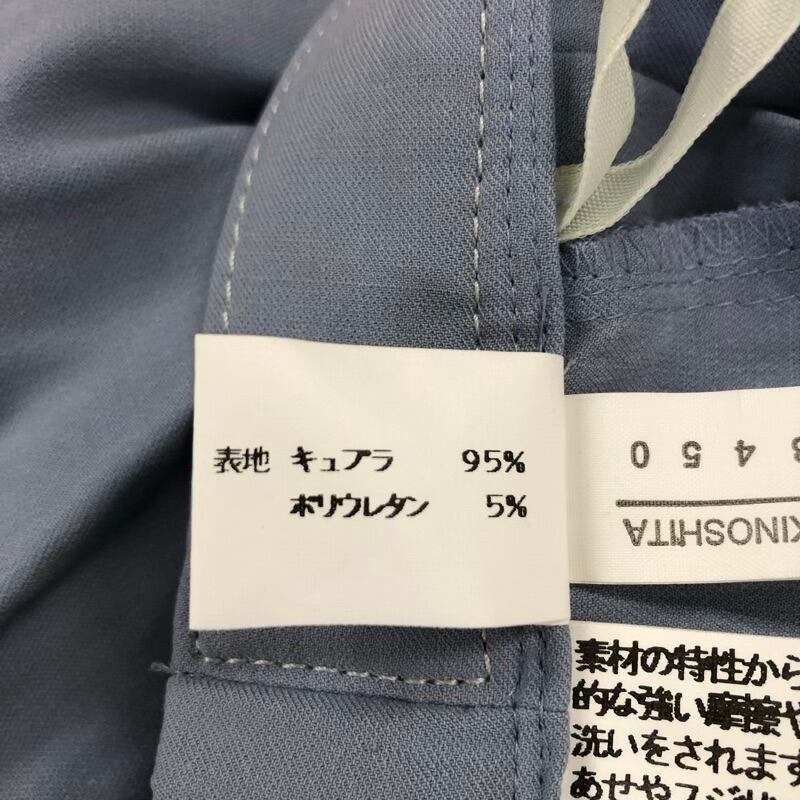 表地 キュプラ 95%
ポリウレタン 5%
3 4 5 0
KINOSHITA
素材の特性から
的な強い摩擦や
洗いをされます
あせやスジ